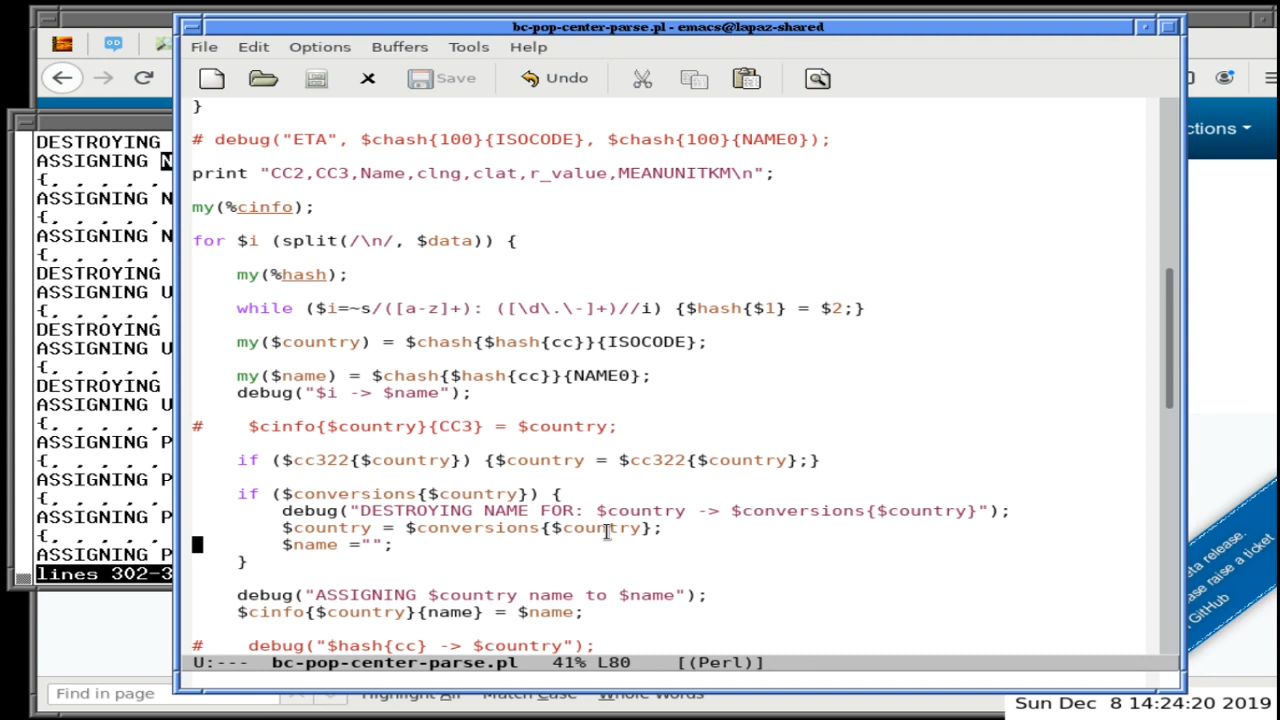 bc-pop-center-parse.pl - emacs@lapaz-shared
File Edit Options Buffers Tools Help
Save Undo
}
# debug("ETA", $chash{100}{ISOCODE}, $chash{100}{NAME0});
print "CC2,CC3,Name,clng,clat,r_value,MEANUNITKM\n";
my(%cinfo);
for $i (split(/\n/, $data)) {
my(%hash);
while ($i=~s/([a-z]+): ([\d\.\-]+)//i) {$hash{$1} = $2;}
my($country) = $chash{$hash{cc}}{ISOCODE};
my($name) = $chash{$hash{cc}}{NAME0};
debug("$i -> $name");
# $cinfo{$country}{CC3} = $country;
if ($cc322{$country}) {$country = $cc322{$country};}
if ($conversions{$country}) {
debug("DESTROYING NAME FOR: $country -> $conversions{$country}");
$country = $conversions{$country};
$name ="";
}
debug("ASSIGNING $country name to $name");
$cinfo{$country}{name} = $name;
# debug("$hash{cc} -> $country");
U:--- bc-pop-center-parse.pl 41% L80 [(Perl)]
DESTROYING
ASSIGNING N
{, , , , ,
ASSIGNING N
{, , , , ,
ASSIGNING N
{, , , , ,
DESTROYING
ASSIGNING U
{, , , , ,
DESTROYING
ASSIGNING U
{, , , , ,
DESTROYING
ASSIGNING U
{, , , , ,
ASSIGNING P
{, , , , ,
ASSIGNING P
{, , , , ,
ASSIGNING P
{, , , , ,
ASSIGNING P
lines 302-3
ctions
eta release.
ase raise a ticket
GitHub
Find in page
Highlight All Match Case Whole Words
Sun Dec 8 14:24:20 2019